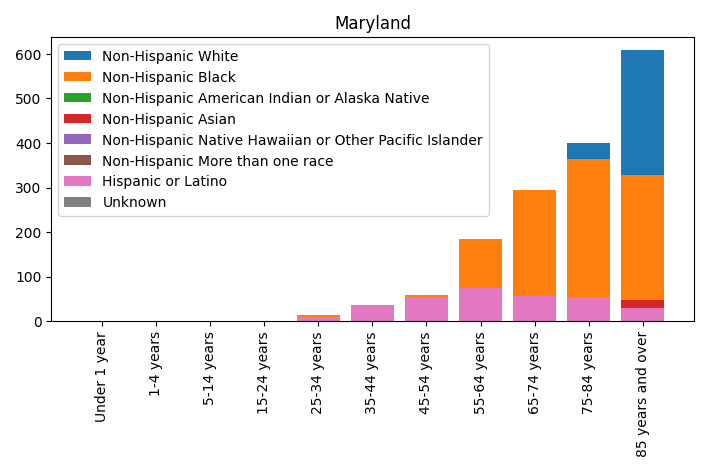 Maryland
600
500
400
300
200
100
0
Non-Hispanic White
Non-Hispanic Black
Non-Hispanic American Indian or Alaska Native
Non-Hispanic Asian
Non-Hispanic Native Hawaiian or Other Pacific Islander
Non-Hispanic More than one race
Hispanic or Latino
Unknown
Under 1 year
1-4 years
5-14 years
15-24 years
25-34 years
35-44 years
45-54 years
55-64 years
65-74 years
75-84 years
85 years and over